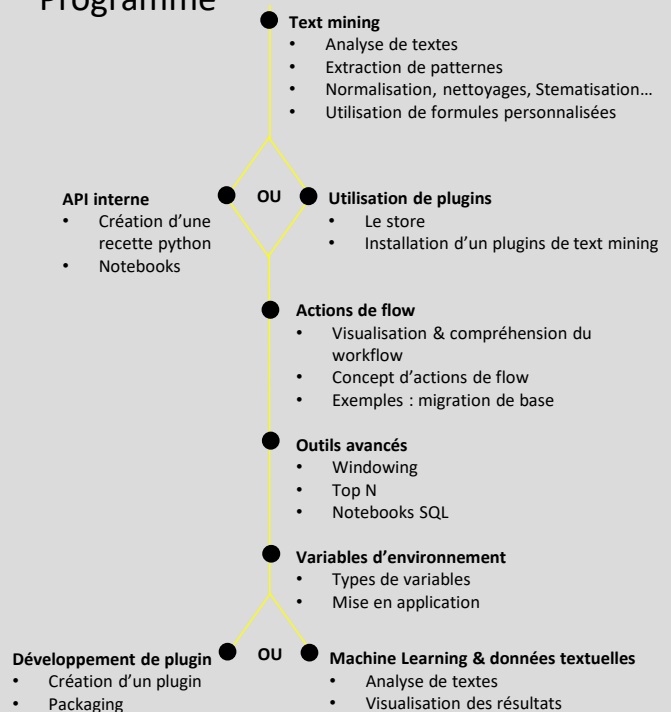 Programme
Text mining
• Analyse de textes
• Extraction de patternes
• Normalisation, nettoyages, Stematisation…
• Utilisation de formules personnalisées
API interne
• Création d'une
recette python
• Notebooks
OU
Utilisation de plugins
• Le store
• Installation d'un plugins de text mining
Actions de flow
• Visualisation & compréhension du
workflow
• Concept d'actions de flow
• Exemples : migration de base
Outils avancés
• Windowing
• Top N
• Notebooks SQL
Variables d'environnement
• Types de variables
• Mise en application
Développement de plugin
• Création d'un plugin
• Packaging
OU
Machine Learning & données textuelles
• Analyse de textes
• Visualisation des résultats